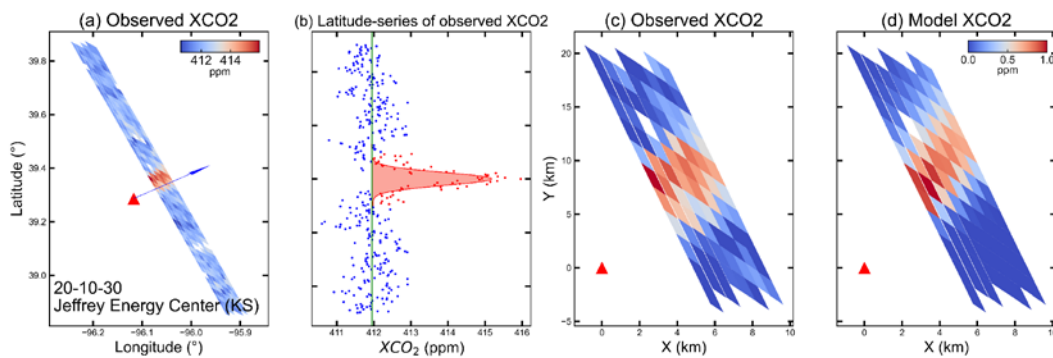 (a) Observed XCO2
(b) Latitude-series of observed XCO2
(c) Observed XCO2
(d) Model XCO2
412 414
ppm
0.0 0.5 1.0
ppm
39.8
39.6
39.4
39.2
39.0
Latitude (°)
20-10-30
Jeffrey Energy Center (KS)
−96.2 −96.1 −96.0 −95.9
Longitude (°)
411 412 413 414 415 416
XCO2 (ppm)
20
15
10
5
0
−5
Y (km)
0 2 4 6 8 10
X (km)
0 2 4 6 8 10
X (km)